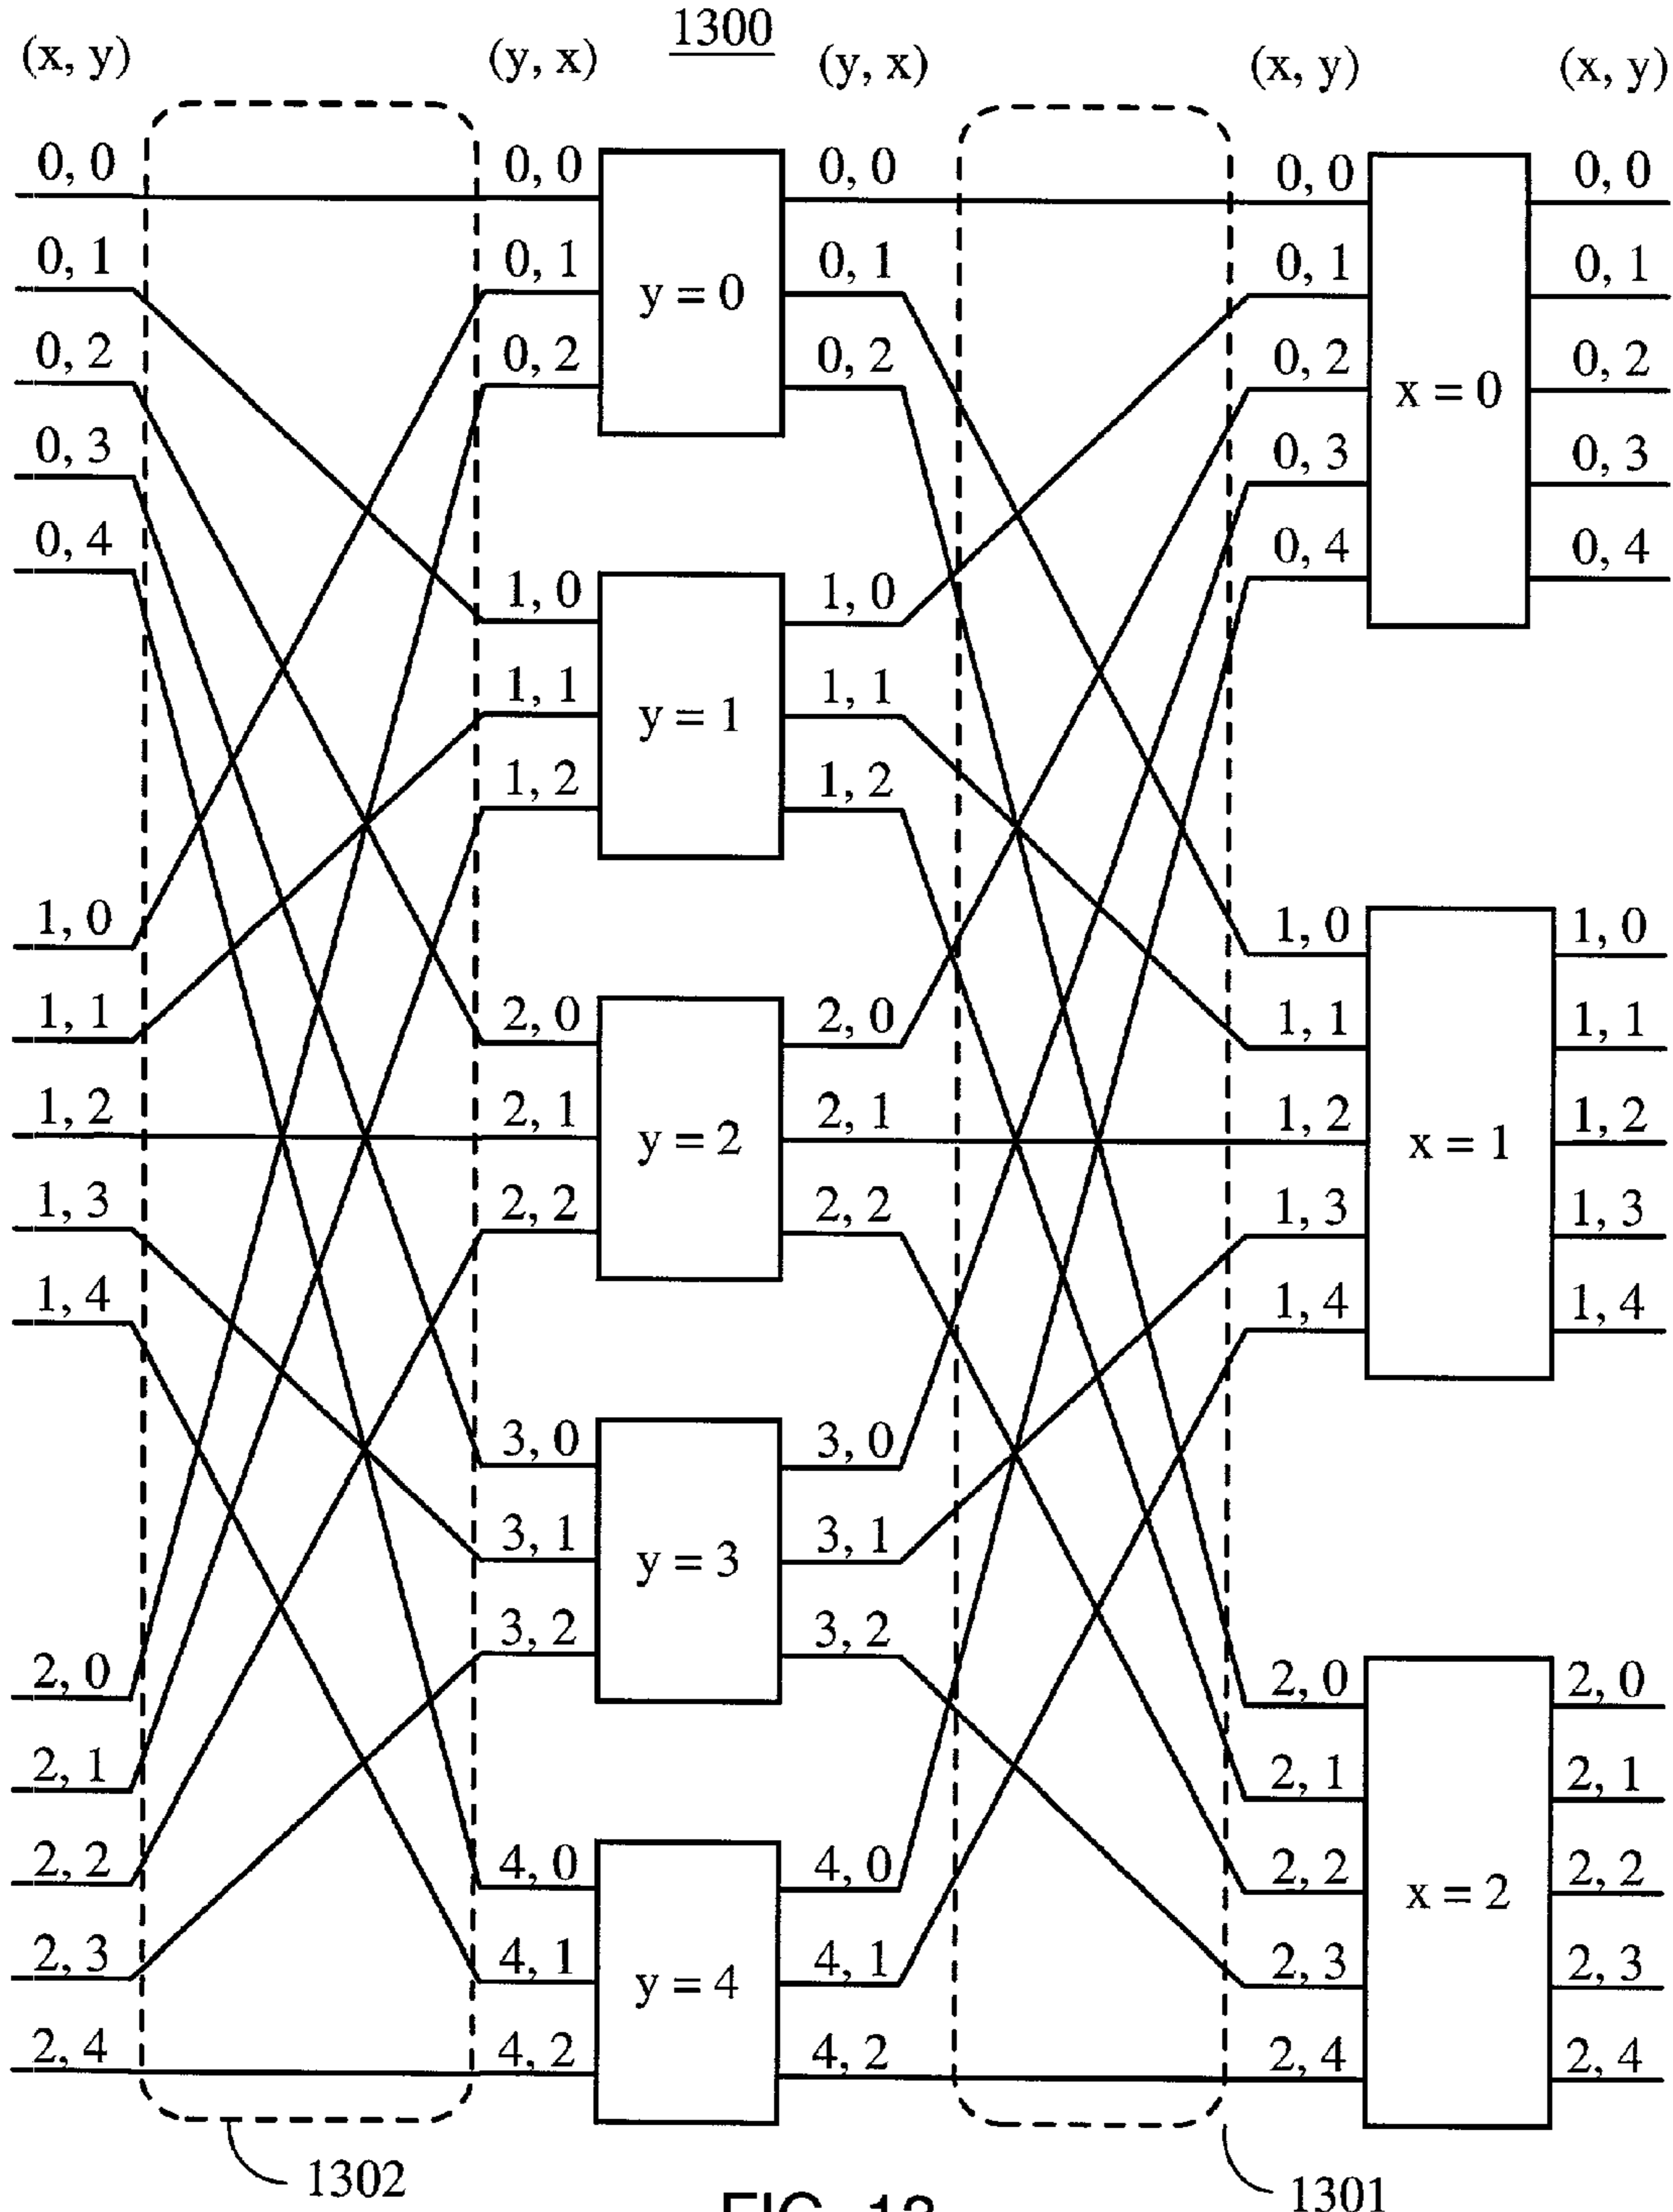 1300
(x, y) (y, x) (y, x) (x, y) (x, y)
0, 0 0, 0 0, 0 0, 0 0, 0
0, 1 0, 1 y = 0 0, 1 0, 1 0, 1
0, 2 0, 2 0, 2 0, 2 x = 0 0, 2
0, 3 0, 3 0, 3
0, 4 0, 4 0, 4
1, 0 1, 0
1, 1 y = 1 1, 1
1, 2 1, 2
1, 0 1, 0 1, 0
1, 1 2, 0 2, 0 1, 1 1, 1
1, 2 2, 1 y = 2 2, 1 1, 2 x = 1 1, 2
1, 3 2, 2 2, 2 1, 3 1, 3
1, 4 1, 4 1, 4
3, 0 3, 0
3, 1 y = 3 3, 1
3, 2 3, 2
2, 0 2, 0 2, 0
2, 1 2, 1 2, 1
2, 2 4, 0 4, 0 2, 2 x = 2 2, 2
2, 3 4, 1 y = 4 4, 1 2, 3 2, 3
2, 4 4, 2 4, 2 2, 4 2, 4
1302 1301